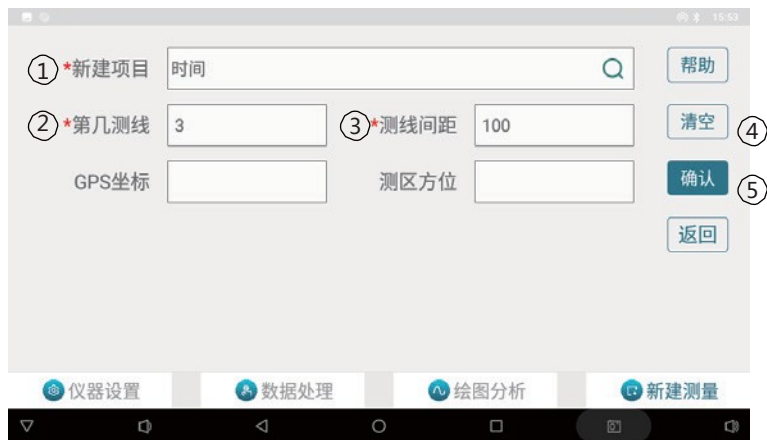 15:53
① *新建项目 时间 帮助
② *第几测线 3 ③ *测线间距 100 清空 ④
GPS坐标 测区方位 确认 ⑤
返回
仪器设置 数据处理 绘图分析 新建测量